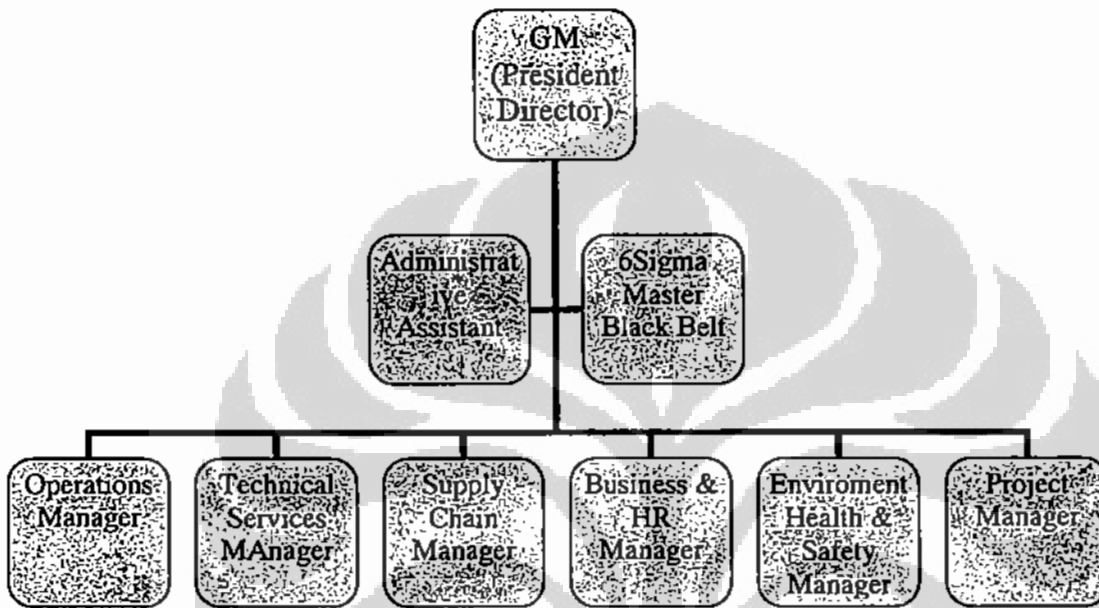 GM
(President
Director)
Administrat
ive
Assistant
6Sigma
Master
Black Belt
Operations
Manager
Technical
Services
MAnager
Supply
Chain
Manager
Business &
HR
Manager
Enviroment
Health &
Safety
Manager
Project
Manager